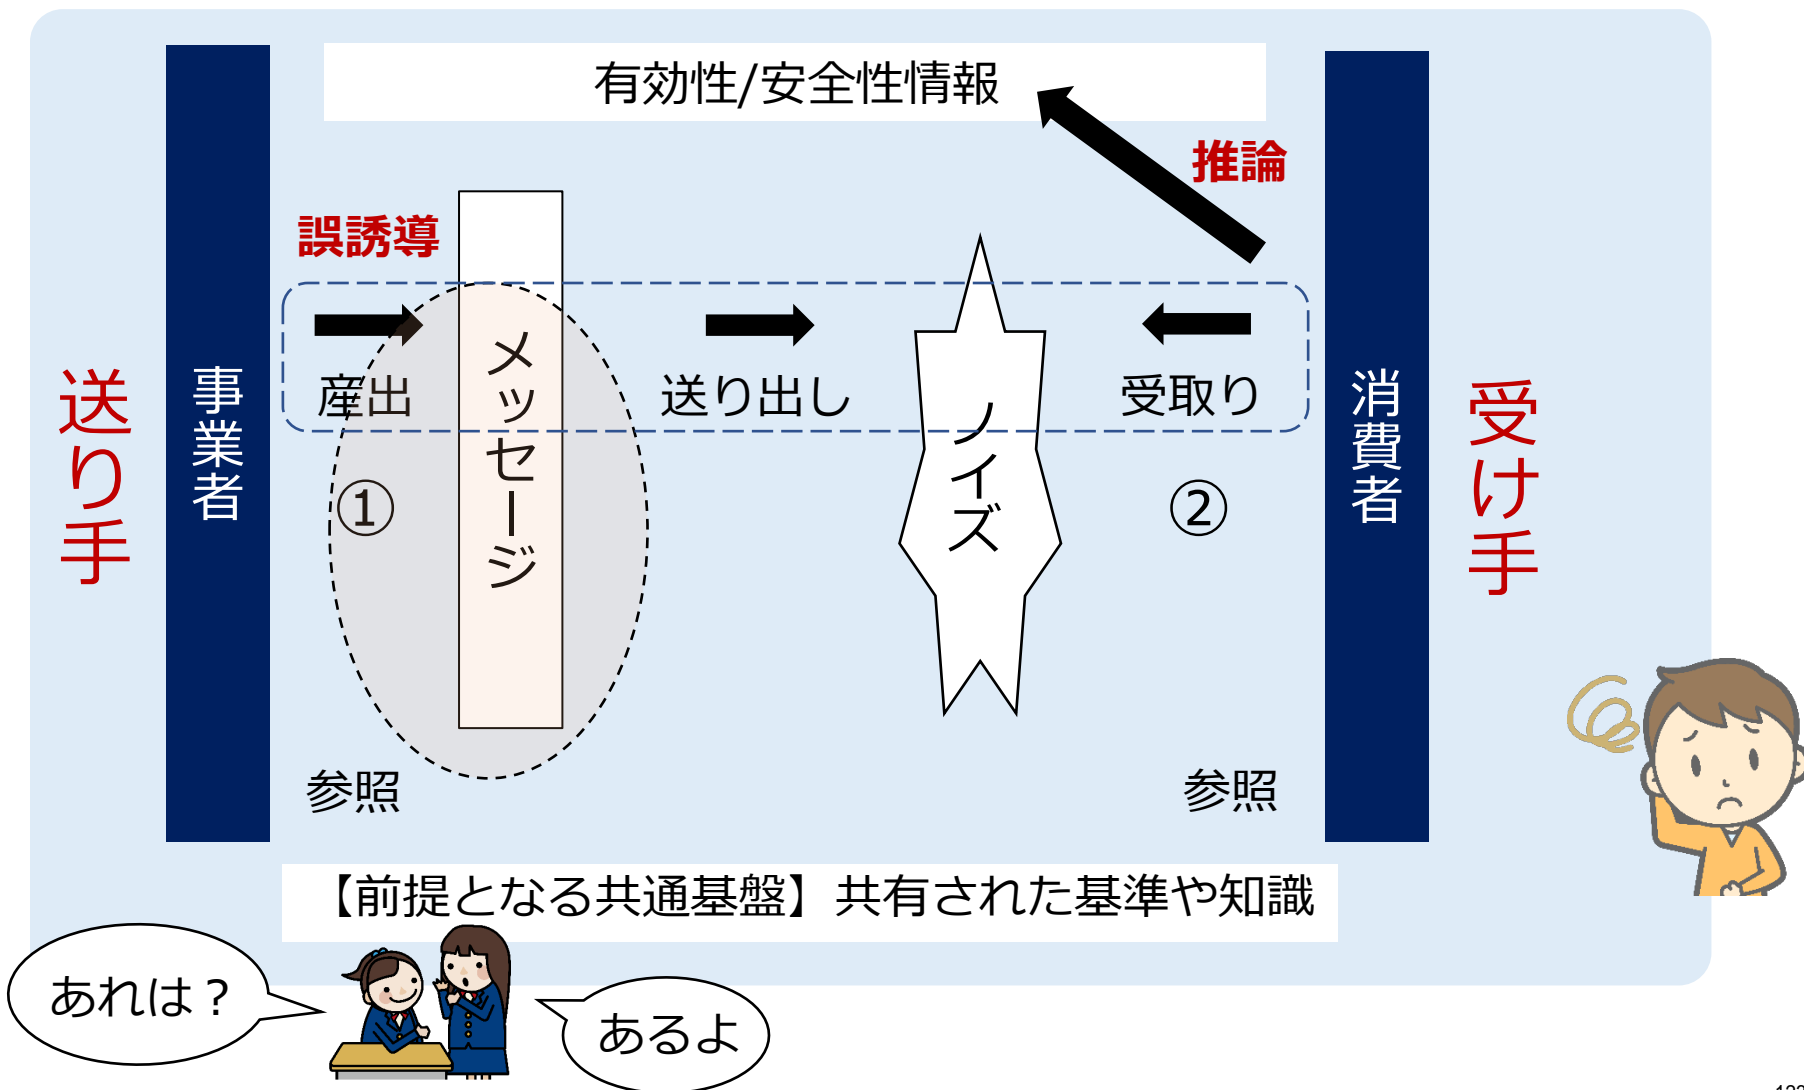 有効性/安全性情報
推論
誤誘導
送り手
事業者
産出
メッセージ
送り出し
ノイズ
受取り
消費者
受け手
①
②
参照
参照
【前提となる共通基盤】共有された基準や知識
あれは？
あるよ